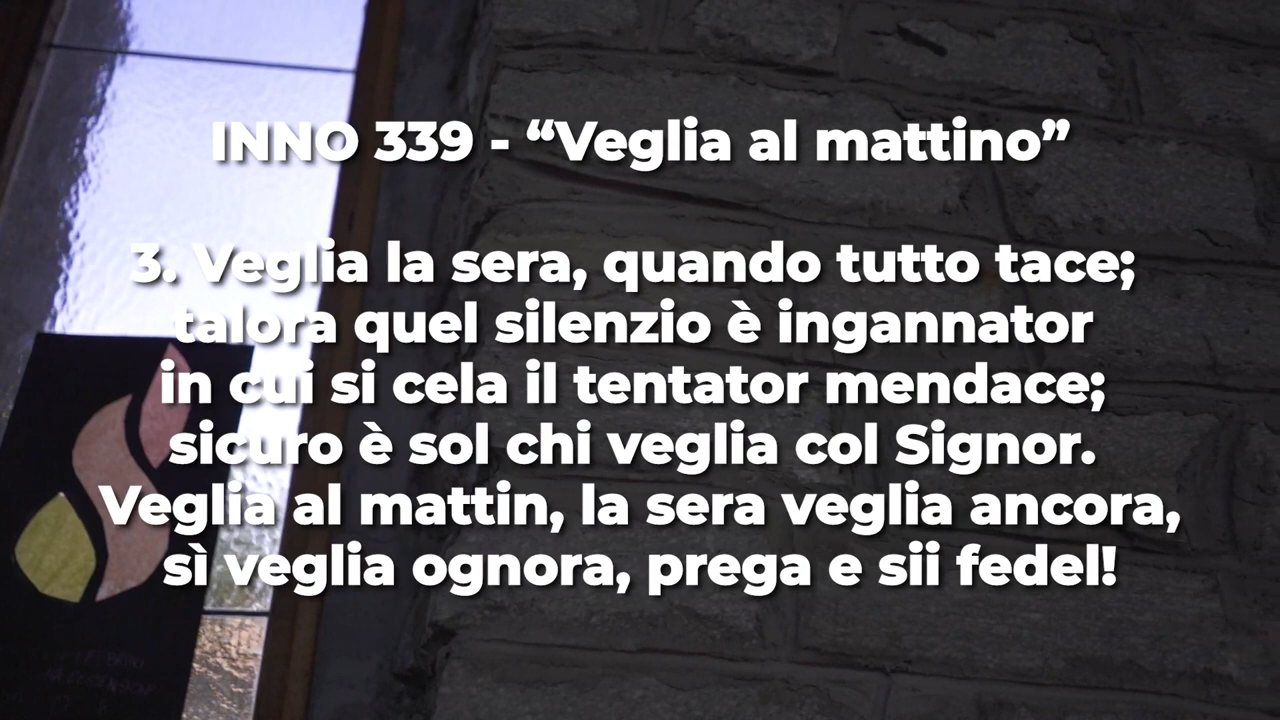 INNO 339 - “Veglia al mattino”
3. Veglia la sera, quando tutto tace;
talora quel silenzio è ingannator
in cui si cela il tentator mendace;
sicuro è sol chi veglia col Signor.
Veglia al mattin, la sera veglia ancora,
sì veglia ognora, prega e sii fedel!